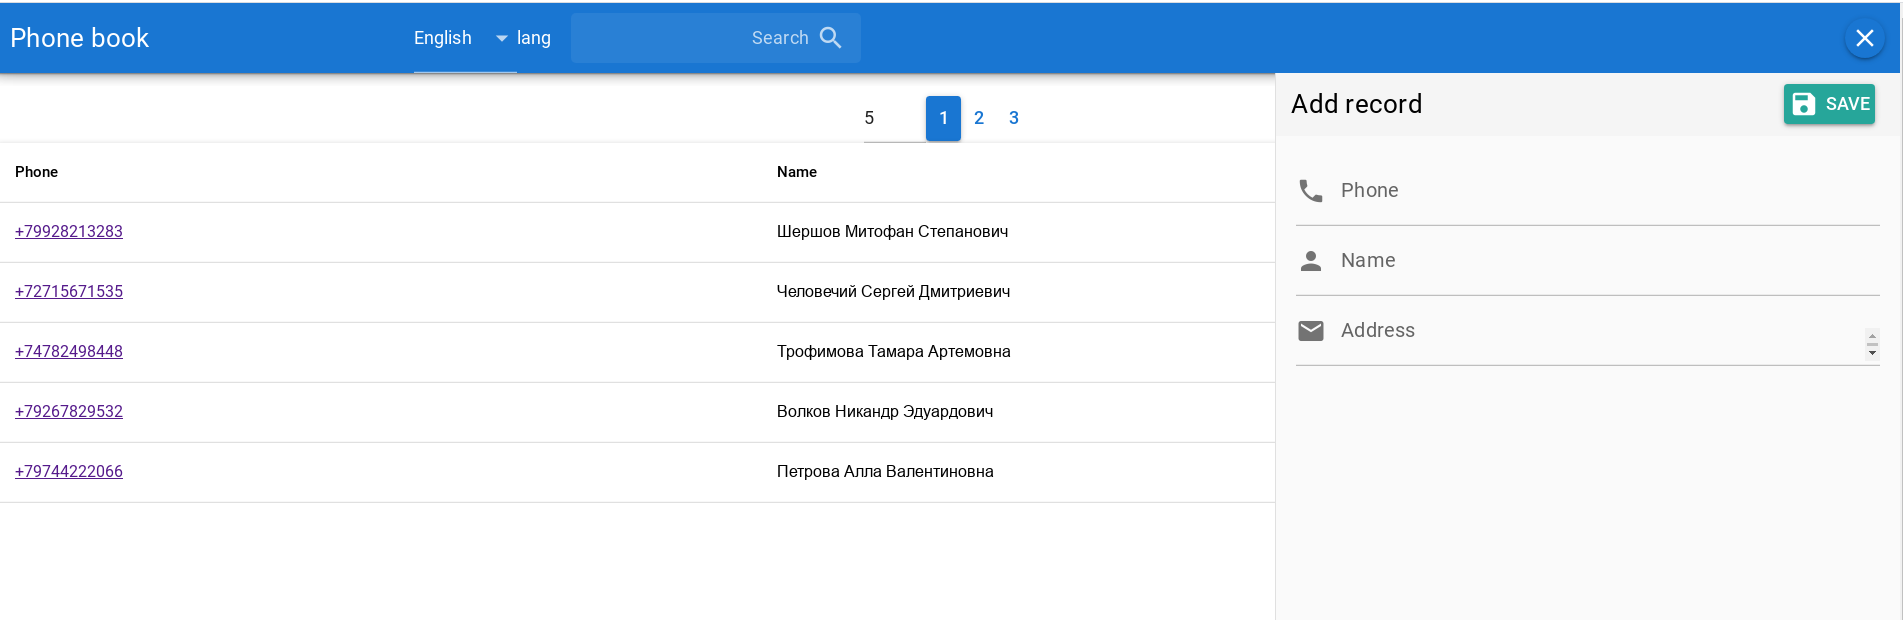 Phone book
English
lang
Search
5
1 2 3
Phone Name
+79928213283 Шершов Митофан Степанович
+72715671535 Человечий Сергей Дмитриевич
+74782498448 Трофимова Тамара Артемовна
+79267829532 Волков Никандр Эдуардович
+79744222066 Петрова Алла Валентиновна
Add record
SAVE
Phone
Name
Address